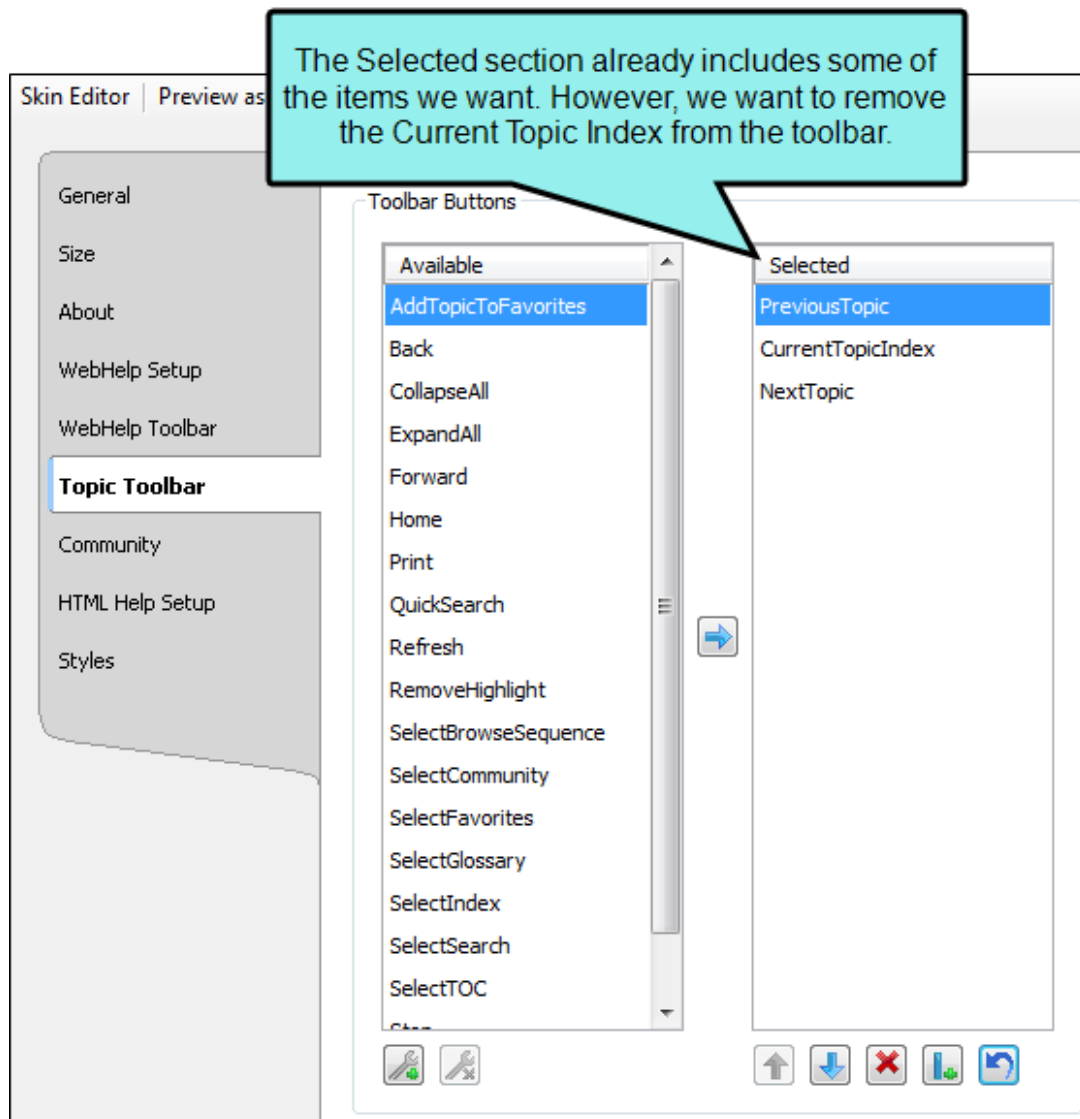 The Selected section already includes some of
the items we want. However, we want to remove
the Current Topic Index from the toolbar.
Skin Editor Preview as
General
Size
About
WebHelp Setup
WebHelp Toolbar
Topic Toolbar
Community
HTML Help Setup
Styles
Toolbar Buttons
Available
AddTopicToFavorites
Back
CollapseAll
ExpandAll
Forward
Home
Print
QuickSearch
Refresh
RemoveHighlight
SelectBrowseSequence
SelectCommunity
SelectFavorites
SelectGlossary
SelectIndex
SelectSearch
SelectTOC
Selected
PreviousTopic
CurrentTopicIndex
NextTopic